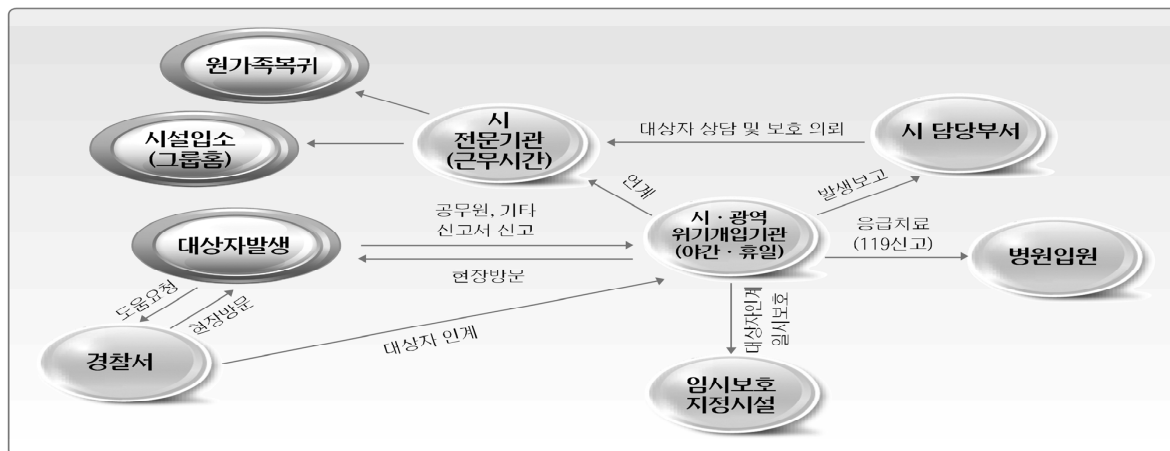 원가족복귀
시
전문기관
(근무시간)
시설입소
(그룹홈)
대상자 상담 및 보호 의뢰
시 담당부서
연계
발생보고
공무원, 기타
신고서 신고
대상자발생
시 · 광역
위기개입기관
(야간 · 휴일)
응급치료
(119신고)
병원입원
현장방분
도움요청
현장방문
대상자 인계
경찰서
대상자인계
일시보호
임시보호
지정시설